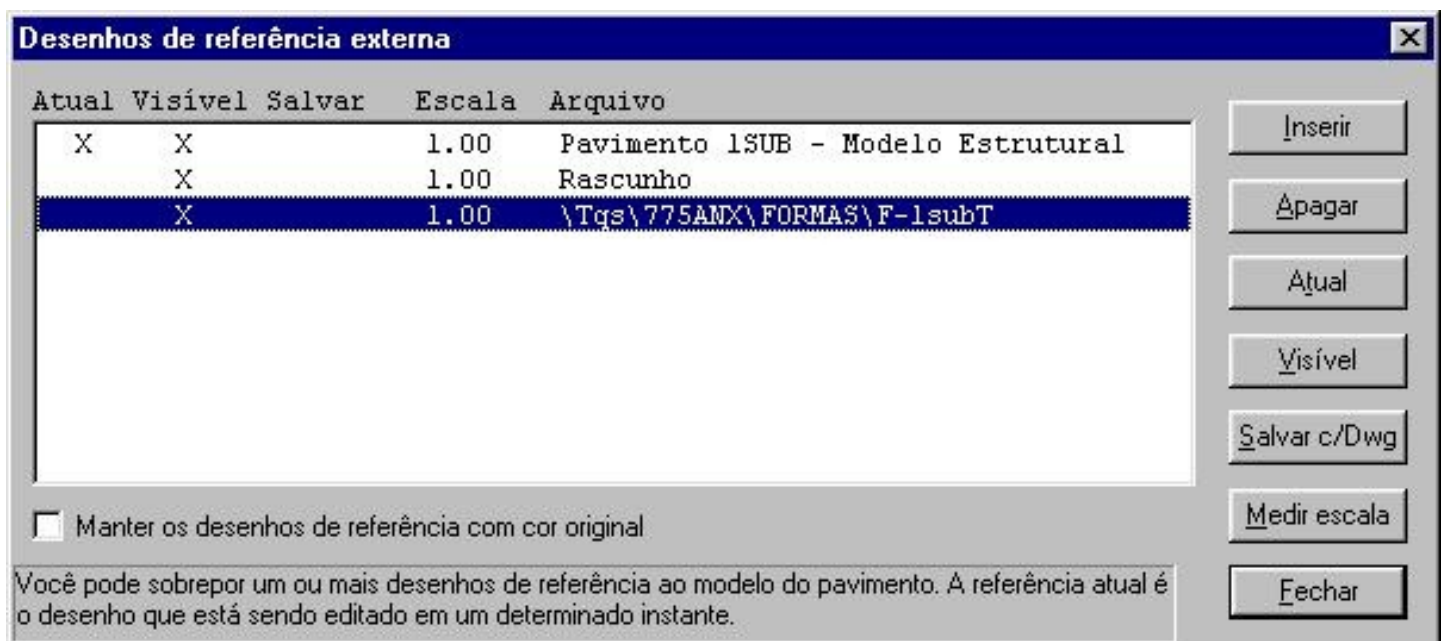 Desenhos de referência externa
Atual Visível Salvar Escala Arquivo
X X 1.00 Pavimento 1SUB - Modelo Estrutural
X 1.00 Rascunho
X 1.00 \Tqs\775ANX\FORMAS\F-1subT
Inserir
Apagar
Atual
Visível
Salvar c/Dwg
Medir escala
Fechar
Manter os desenhos de referência com cor original
Você pode sobrepor um ou mais desenhos de referência ao modelo do pavimento. A referência atual é
o desenho que está sendo editado em um determinado instante.